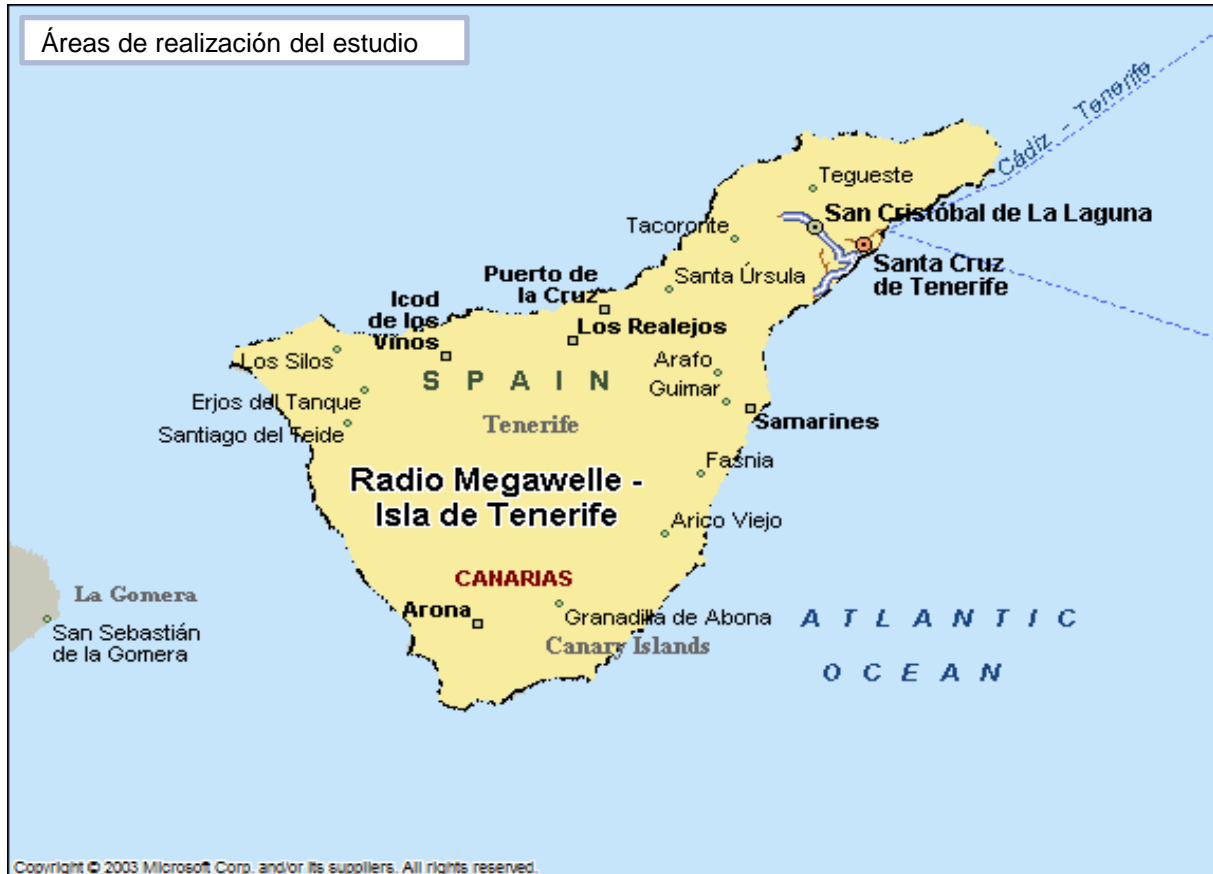 Áreas de realización del estudio
Cádiz - Tenerife
Tegueste
San Cristóbal de La Laguna
Tacoronte
Santa Cruz
de Tenerife
Santa Úrsula
Puerto de
la Cruz
Icod
de los
Vinos
Los Realejos
Los Silos
Arafo
SPAIN
Guimar
Erjos del Tanque
Samarines
Santiago del Teide
Tenerife
Fasnia
Radio Megawelle -
Isla de Tenerife
Arico Viejo
CANARIAS
La Gomera
Arona
Granadilla de Abona
ATLANTIC
OCEAN
San Sebastián
de la Gomera
Canary Islands
Copyright © 2003 Microsoft Corp. and/or its suppliers. All rights reserved.